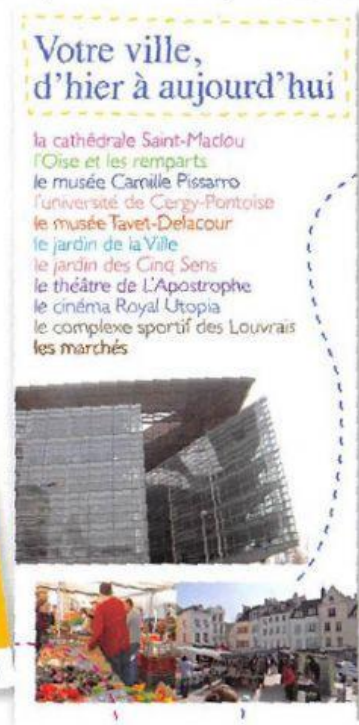 Votre ville,
d'hier à aujourd'hui
la cathédrale Saint-Maclou
l'Oise et les remparts
le musée Camille Pissarro
l'université de Cergy-Pontoise
le musée Tavet-Delacour
le jardin de la Ville
le jardin des Cinq Sens
le théâtre de L'Apostrophe
le cinéma Royal Utopia
le complexe sportif des Louvrais
les marchés